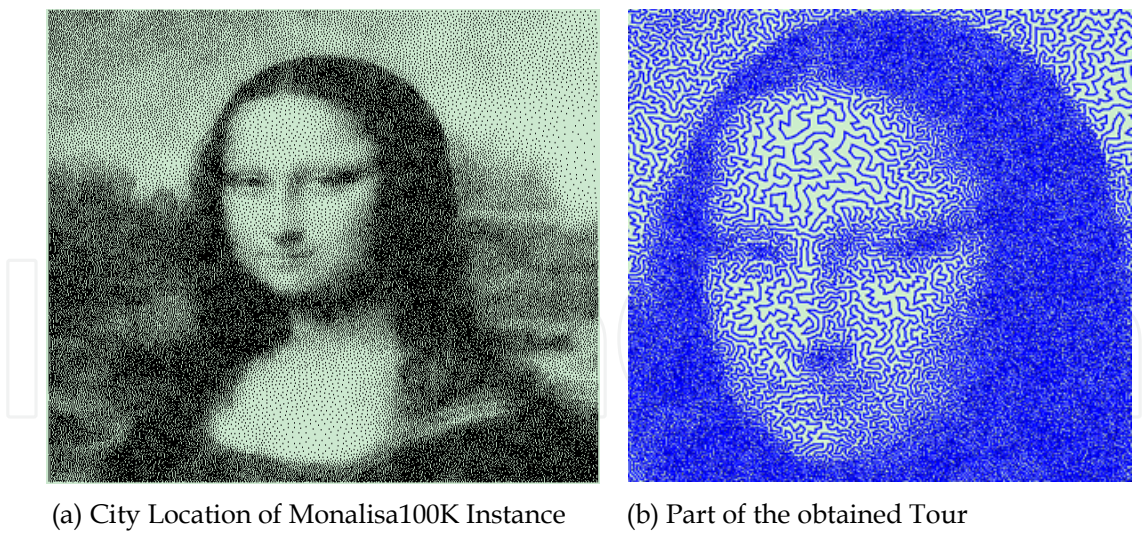 (a) City Location of Monalisa100K Instance
(b) Part of the obtained Tour